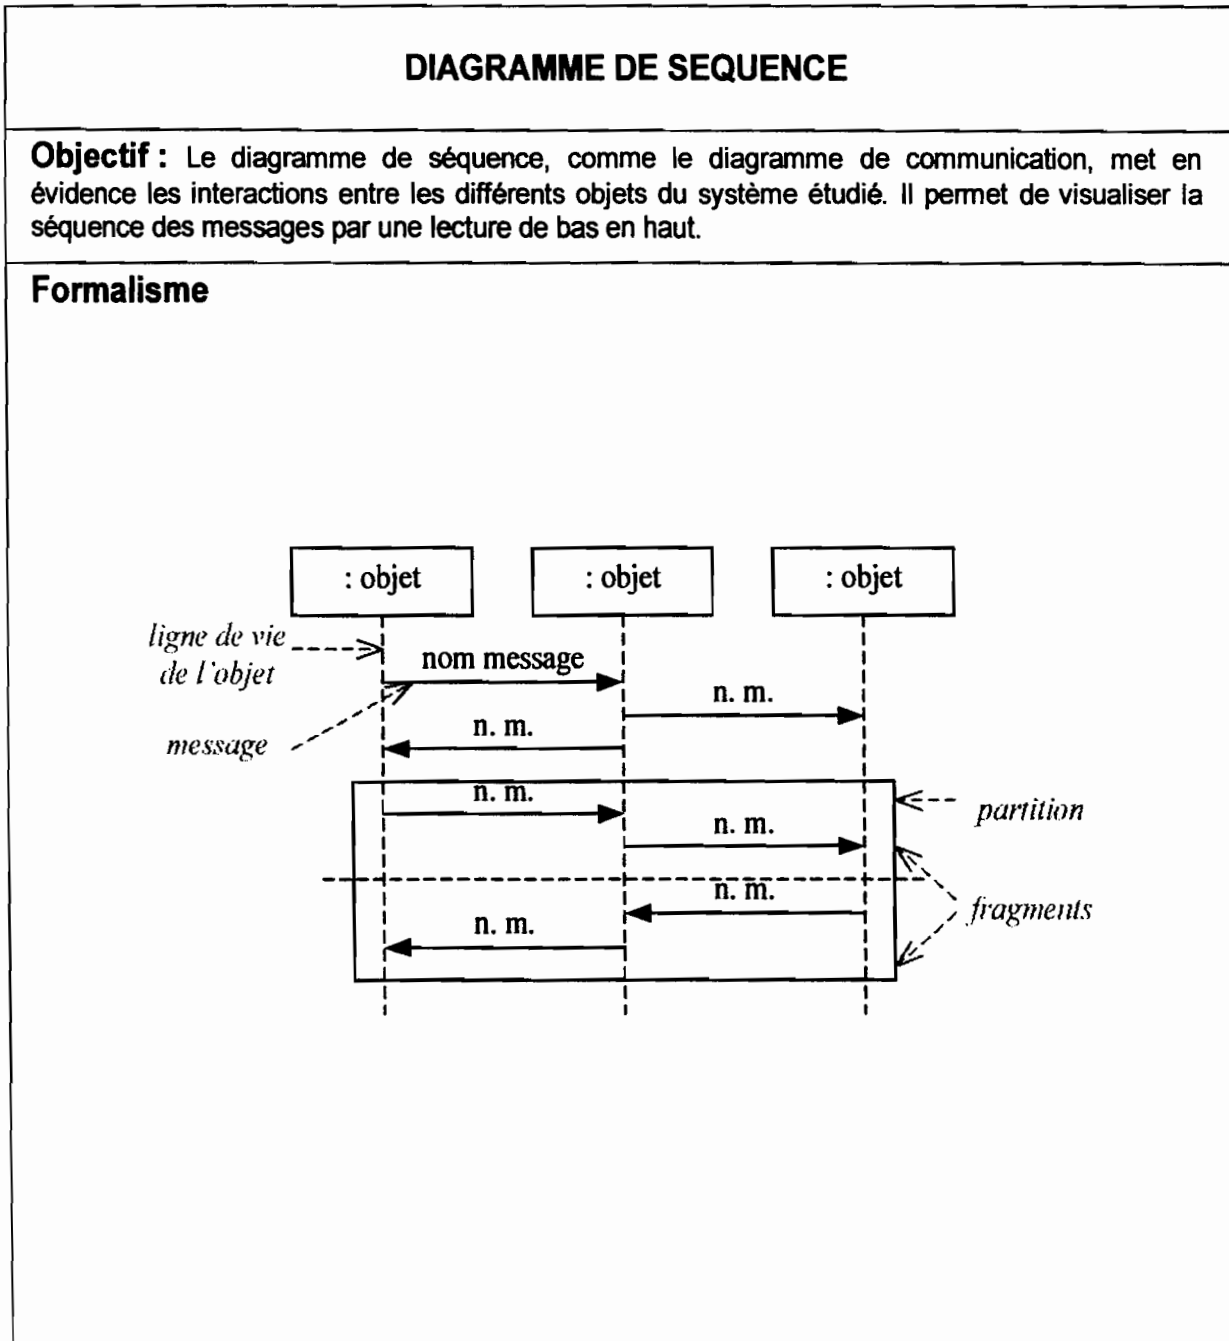 DIAGRAMME DE SEQUENCE
Objectif : Le diagramme de séquence, comme le diagramme de communication, met en
évidence les interactions entre les différents objets du système étudié. Il permet de visualiser la
séquence des messages par une lecture de bas en haut.
Formalisme
: objet
: objet
: objet
ligne de vie
de l'objet
nom message
n. m.
message
n. m.
n. m.
partition
n. m.
n. m.
fragments
n. m.